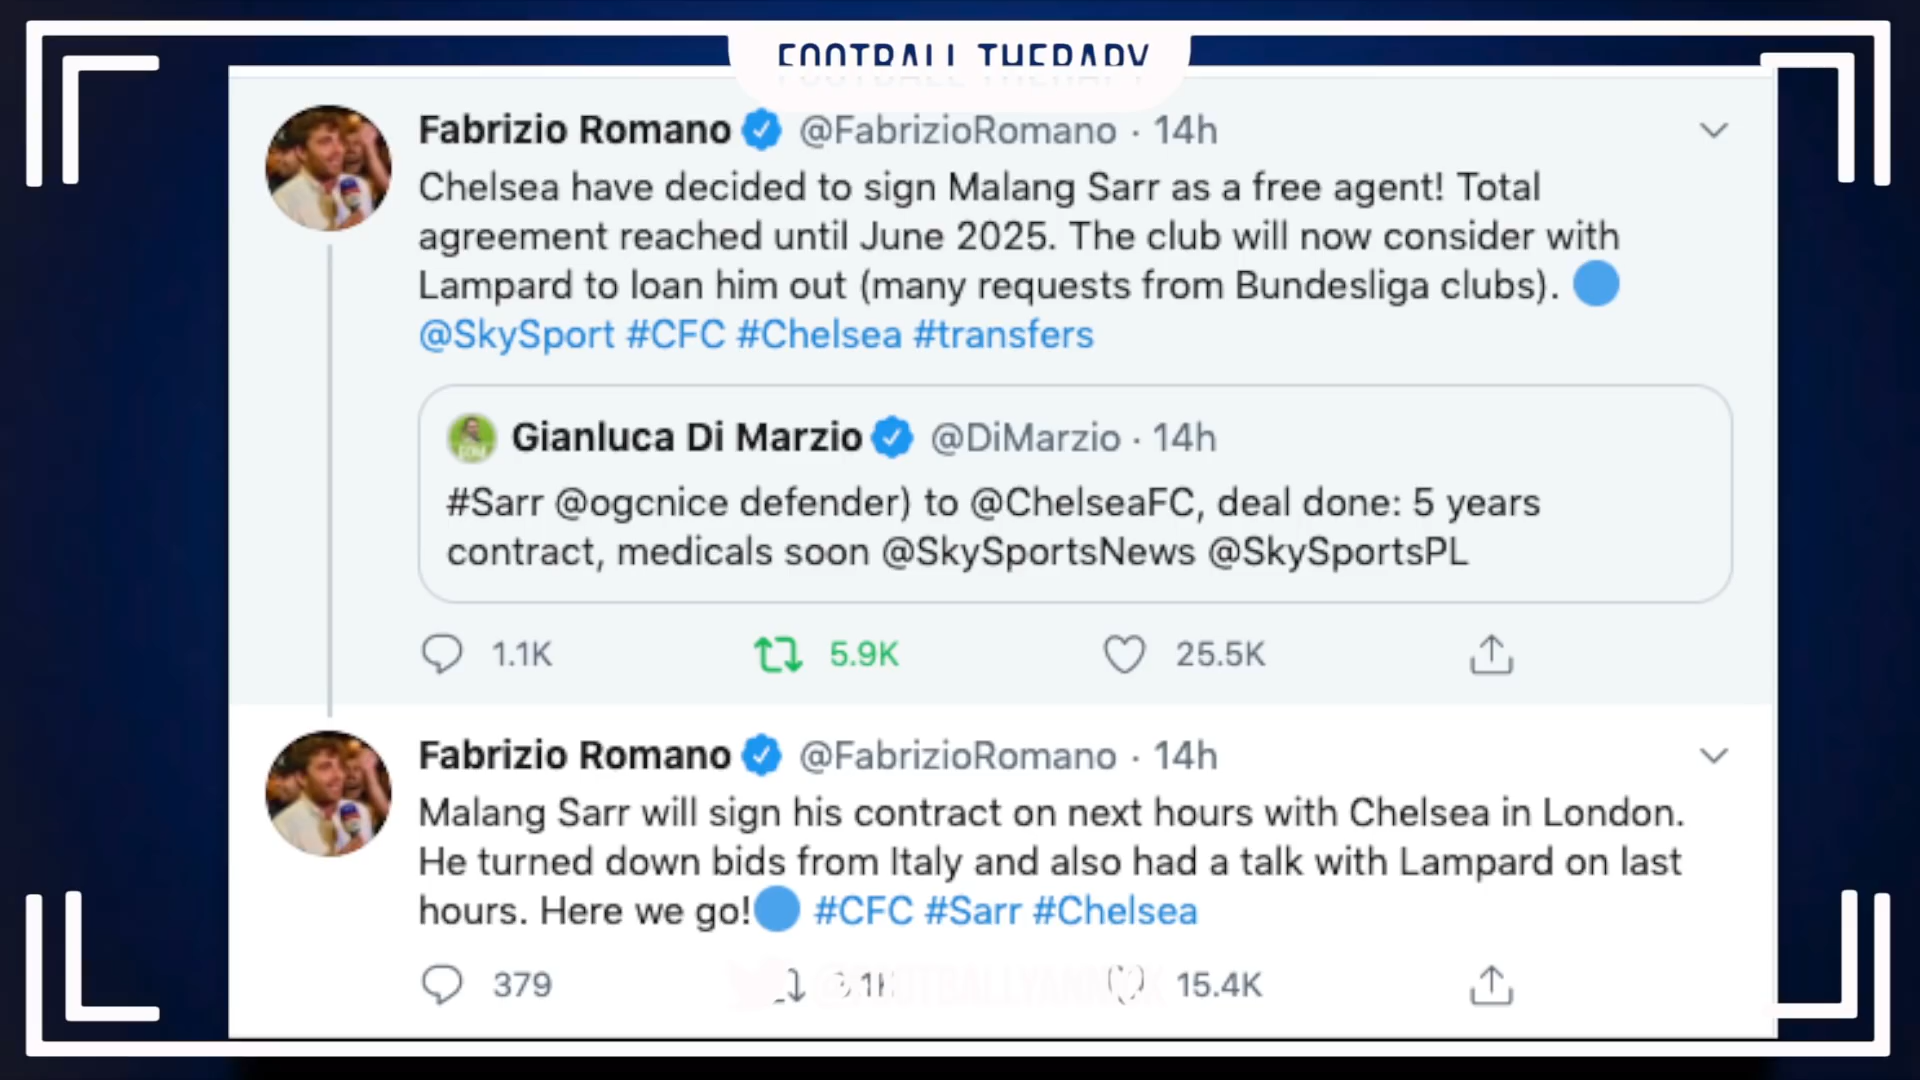 FOOTBALL THERAPY
Fabrizio Romano @FabrizioRomano · 14h
Chelsea have decided to sign Malang Sarr as a free agent! Total
agreement reached until June 2025. The club will now consider with
Lampard to loan him out (many requests from Bundesliga clubs). 🔵
@SkySport #CFC #Chelsea #transfers
Gianluca Di Marzio @DiMarzio · 14h
#Sarr @ogcnice defender) to @ChelseaFC, deal done: 5 years
contract, medicals soon @SkySportsNews @SkySportsPL
1.1K 5.9K 25.5K
Fabrizio Romano @FabrizioRomano · 14h
Malang Sarr will sign his contract on next hours with Chelsea in London.
He turned down bids from Italy and also had a talk with Lampard on last
hours. Here we go!🔵 #CFC #Sarr #Chelsea
379 15.4K